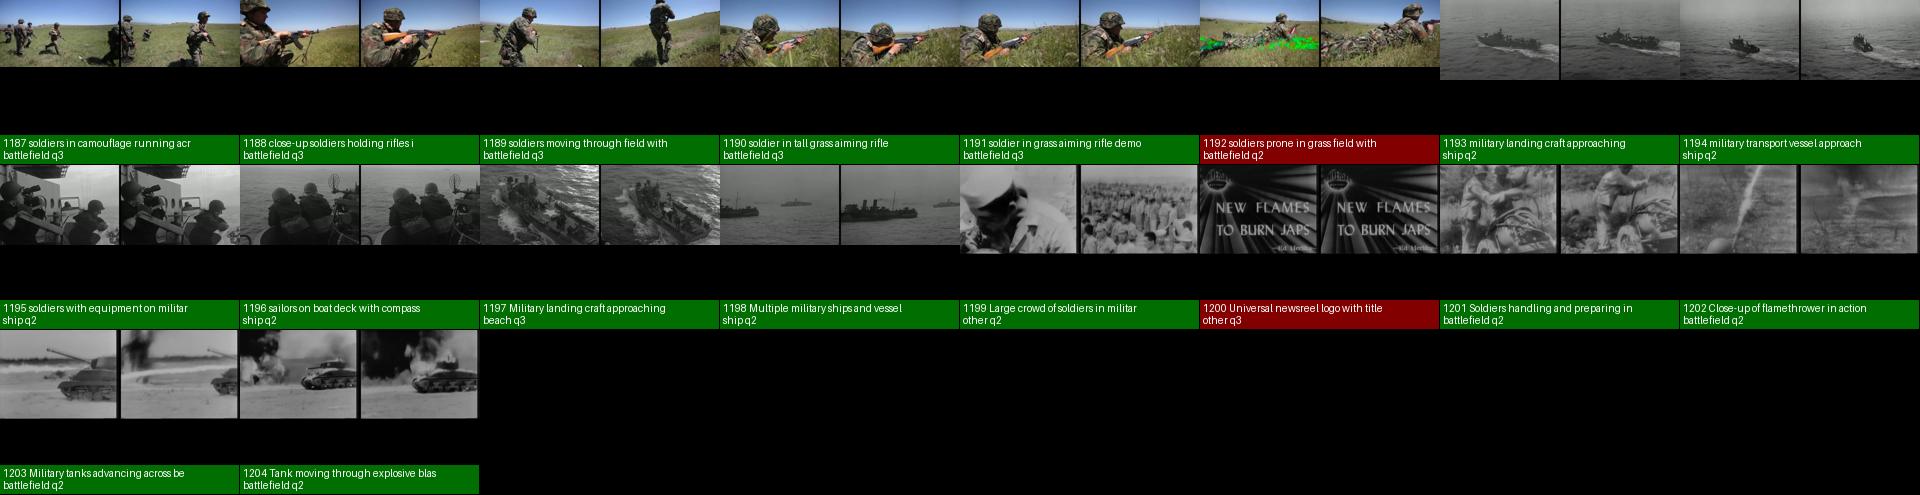 1187 soldiers in camouflage running acr
battlefield q3
1188 close-up soldiers holding rifles i
battlefield q3
1189 soldiers moving through field with
battlefield q3
1190 soldier in tall grass aiming rifle
battlefield q3
1191 soldier in grass aiming rifle demo
battlefield q3
1192 soldiers prone in grass field with
battlefield q2
1193 military landing craft approaching
ship q2
1194 military transport vessel approach
ship q2
NEW FLAMES
TO BURN JAPS
NEW FLAMES
TO BURN JAPS
1195 soldiers with equipment on militar
ship q2
1196 sailors on boat deck with compass
ship q2
1197 Military landing craft approaching
beach q3
1198 Multiple military ships and vessel
ship q2
1199 Large crowd of soldiers in militar
other q2
1200 Universal newsreel logo with title
other q3
1201 Soldiers handling and preparing in
battlefield q2
1202 Close-up of flamethrower in action
battlefield q2
1203 Military tanks advancing across be
battlefield q2
1204 Tank moving through explosive blas
battlefield q2